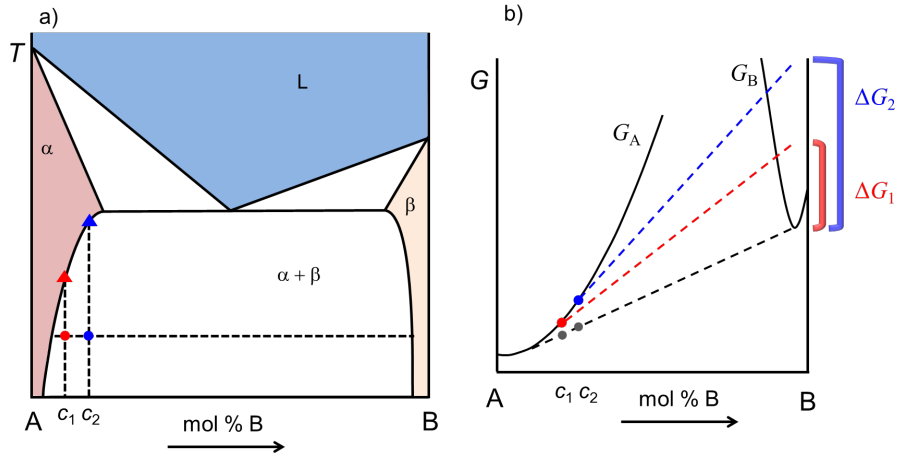 a)
T
L
α
β
α + β
A
c1 c2
mol % B
B
b)
G
GA
GB
ΔG2
ΔG1
A
c1 c2
mol % B
B